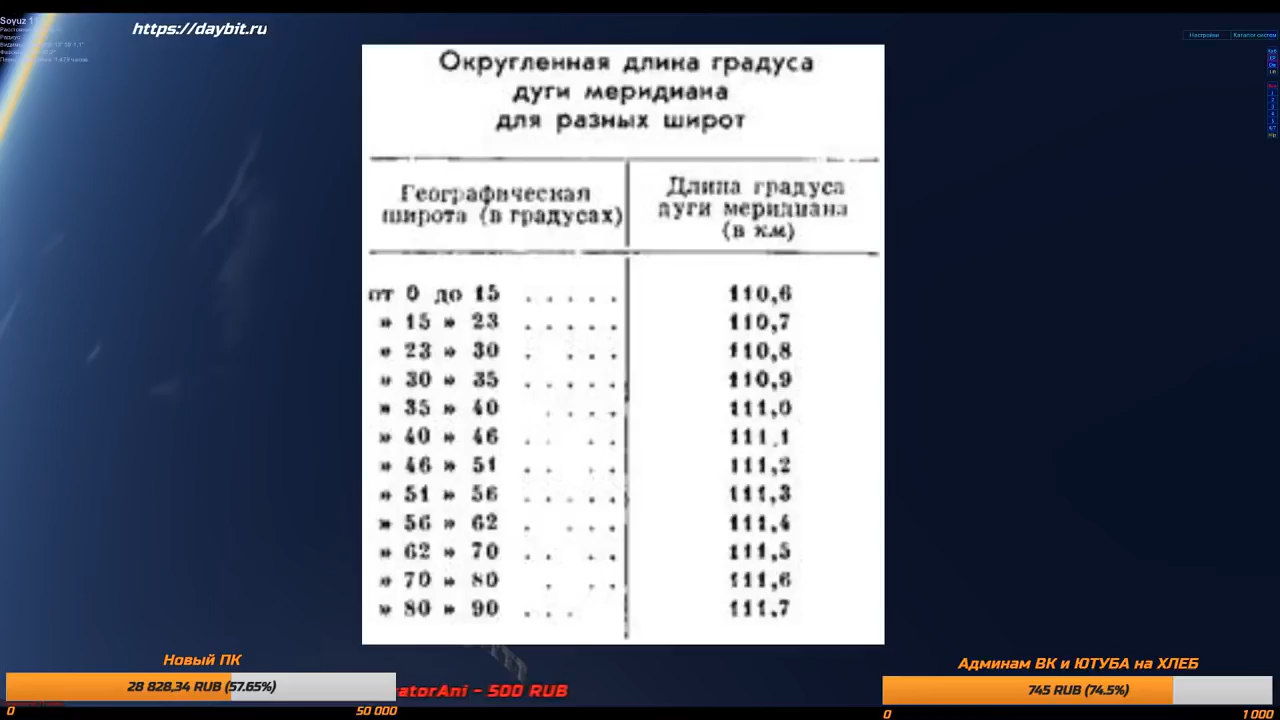 Soyuz 1
https://daybit.ru
Настройки
Каталог систем
Округленная длина градуса
дуги меридиана
для разных широт
Географическая
широта (в градусах)
Длина градуса
дуги меридиана
(в км)
от 0 до 15 . . . . . 110,6
» 15 » 23 . . . . . 110,7
» 23 » 30 . . . . 110,8
» 30 » 35 . . . . . 110,9
» 35 » 40 . . . . 111,0
» 40 » 46 . . . . 111,1
» 46 » 51 . . . . 111,2
» 51 » 56 . . . . . 111,3
» 56 » 62 . . . . 111,4
» 62 » 70 . . . . 111,5
» 70 » 80 . . . 111,6
» 80 » 90 . . . 111,7
Новый ПК
28 828,34 RUB (57.65%)
0
50 000
atorAni - 500 RUB
Админам ВК и ЮТУБА на ХЛЕБ
745 RUB (74.5%)
0
1 000